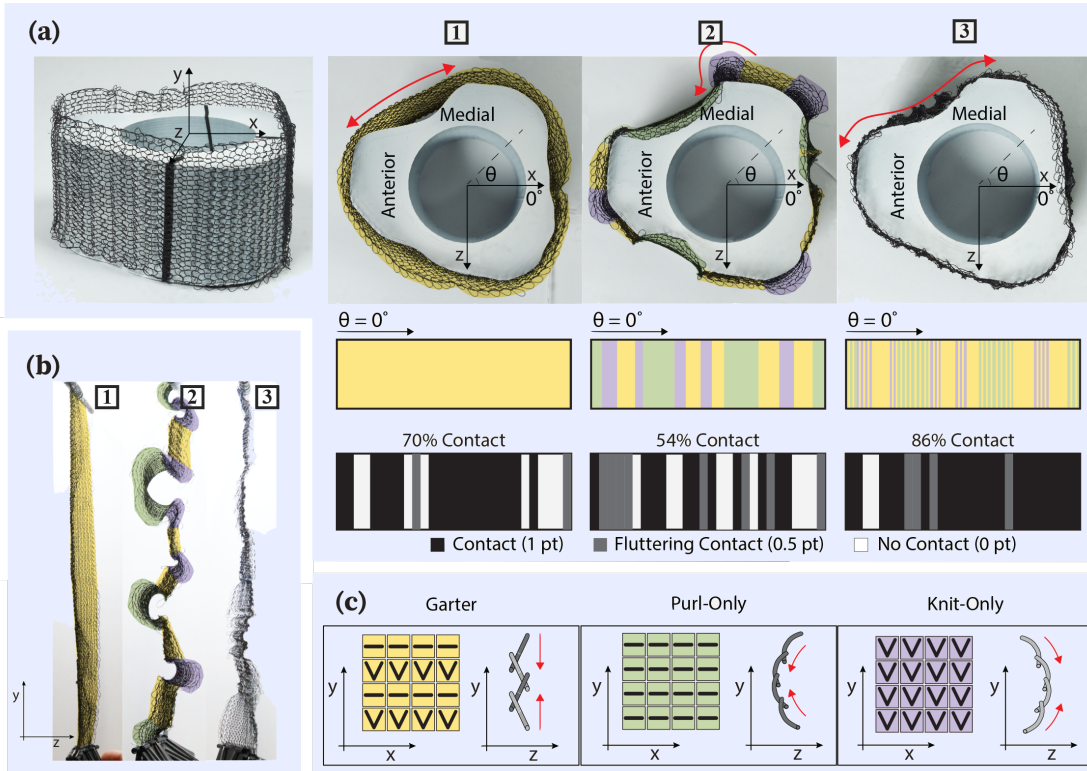 (a)
1
2
3
y
x
z
Medial
Anterior
θ
x
0°
z
Medial
Anterior
θ
x
0°
z
Medial
Anterior
θ
x
0°
z
θ = 0°
θ = 0°
θ = 0°
(b)
1
2
3
y
z
70% Contact
54% Contact
86% Contact
Contact (1 pt)
Fluttering Contact (0.5 pt)
No Contact (0 pt)
(c)
Garter
Purl-Only
Knit-Only
y
x
y
z
y
x
y
z
y
x
y
z